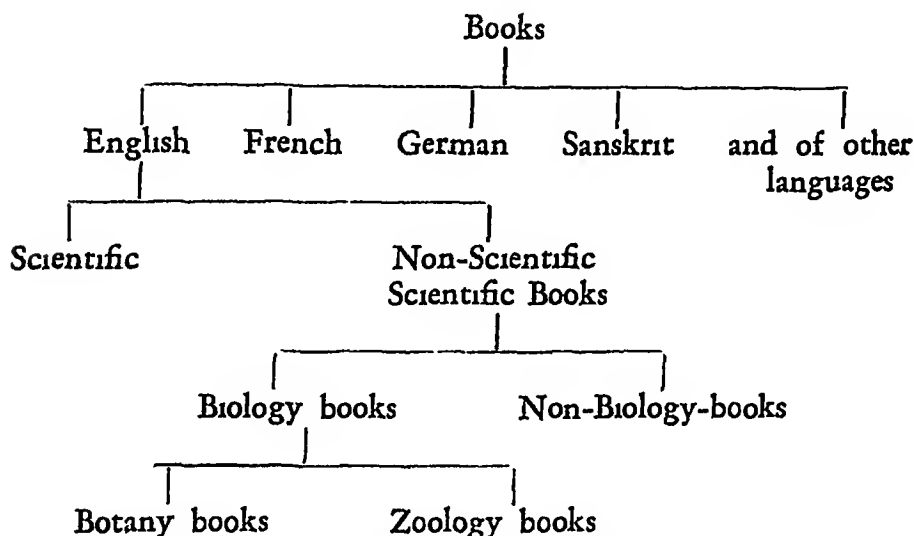 Books
English French German Sanskrit and of other
languages
Scientific Non-Scientific
Scientific Books
Biology books Non-Biology-books
Botany books Zoology books